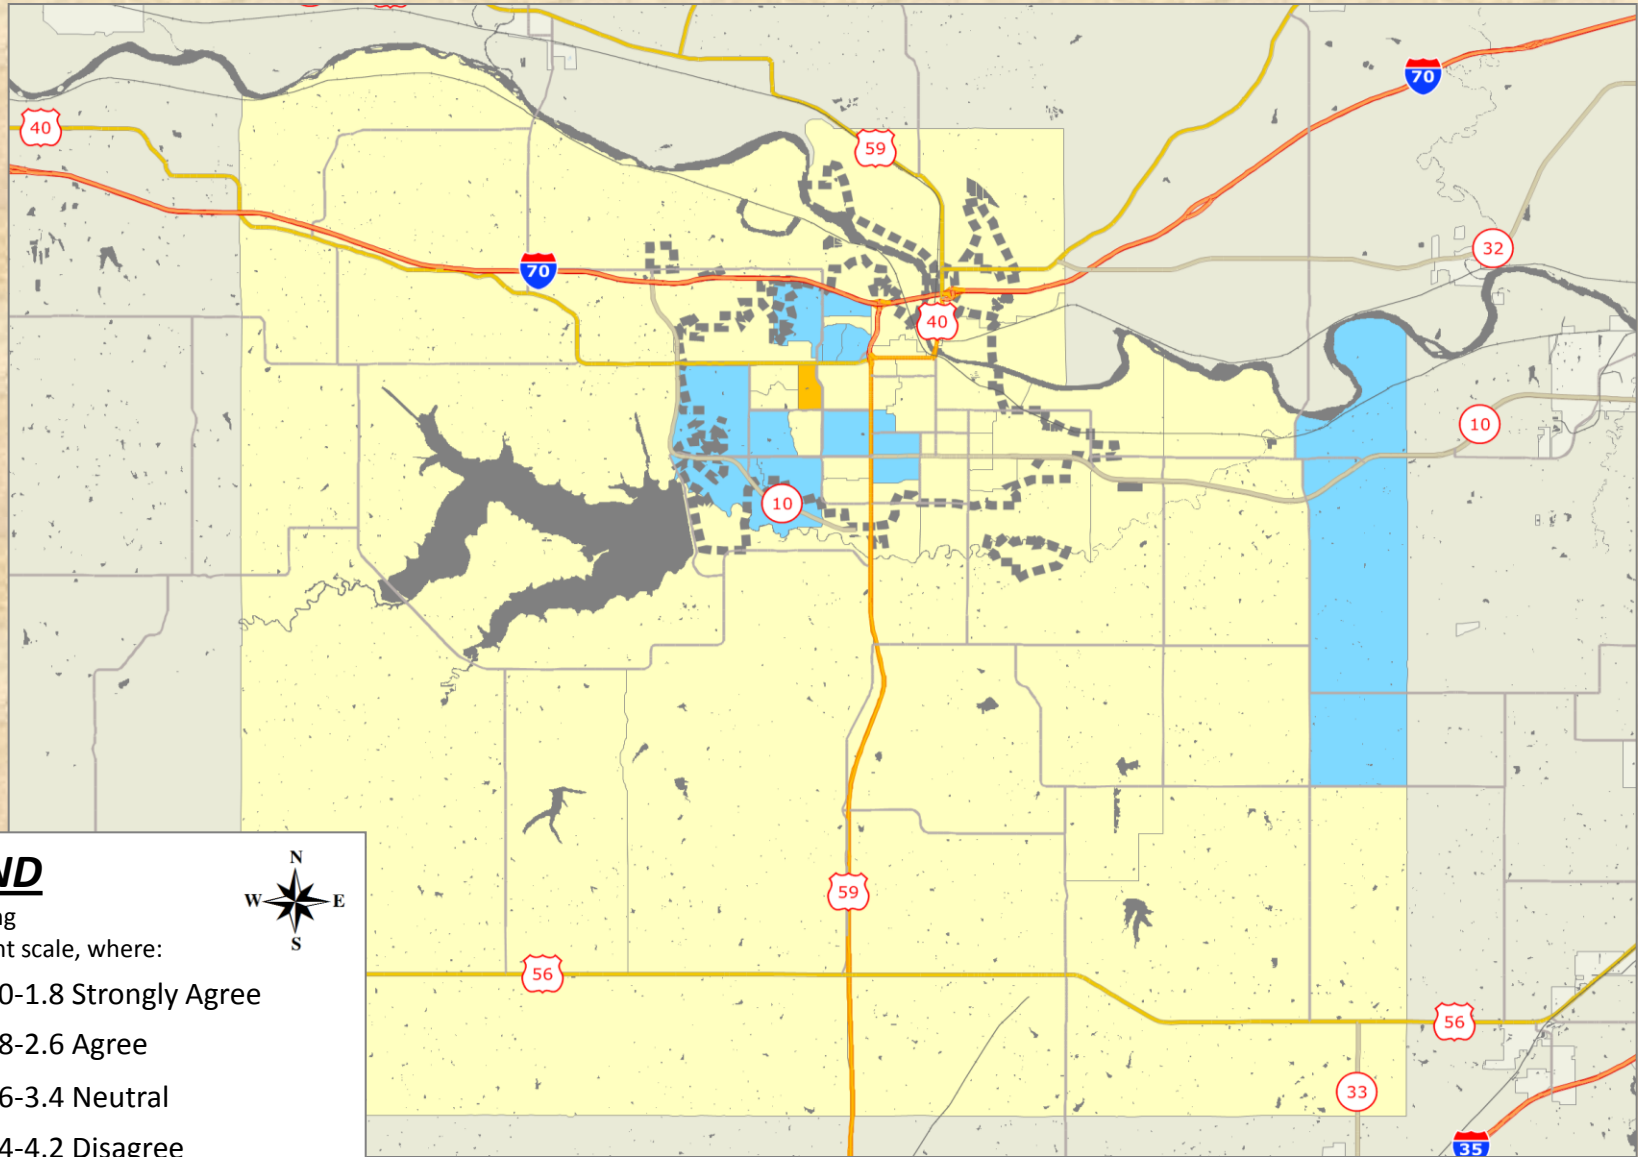 70
40
59
32
70
40
10
10
59
56
56
33
35
ND
N
W E
S
ng
nt scale, where:
0-1.8 Strongly Agree
8-2.6 Agree
6-3.4 Neutral
4-4.2 Disagree